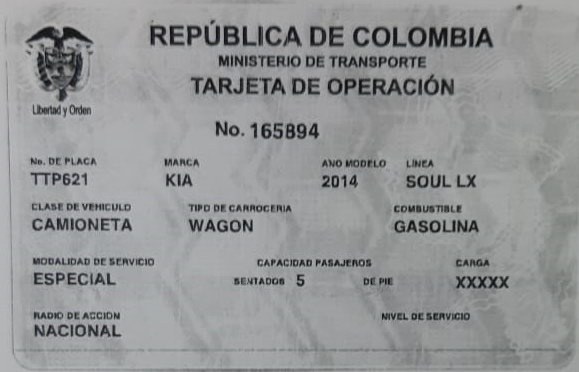 REPÚBLICA DE COLOMBIA
MINISTERIO DE TRANSPORTE
TARJETA DE OPERACIÓN
Libertad y Orden
No. 165894
No. DE PLACA MARCA ANO MODELO LINEA
TTP621 KIA 2014 SOUL LX
CLASE DE VEHICULO TIPO DE CARROCERIA COMBUSTIBLE
CAMIONETA WAGON GASOLINA
MODALIDAD DE SERVICIO CAPACIDAD PASAJEROS CARGA
ESPECIAL SENTADOS 5 DE PIE XXXXX
RADIO DE ACCION NIVEL DE SERVICIO
NACIONAL